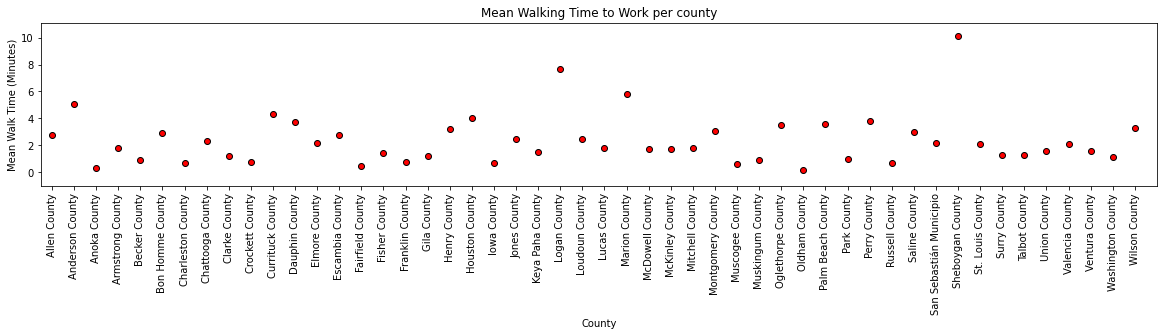 Mean Walking Time to Work per county
Mean Walk Time (Minutes)
10
8
6
4
2
0
Allen County
Anderson County
Anoka County
Armstrong County
Becker County
Bon Homme County
Charleston County
Chattooga County
Clarke County
Crockett County
Currituck County
Dauphin County
Elmore County
Escambia County
Fairfield County
Fisher County
Franklin County
Gila County
Henry County
Houston County
Iowa County
Jones County
Keya Paha County
Logan County
Loudoun County
Lucas County
Marion County
McDowell County
McKinley County
Mitchell County
Montgomery County
Muscogee County
Muskingum County
Oglethorpe County
Oldham County
Palm Beach County
Park County
Perry County
Russell County
Saline County
San Sebastián Municipio
Sheboygan County
St. Louis County
Surry County
Talbot County
Union County
Valencia County
Ventura County
Washington County
Wilson County
County